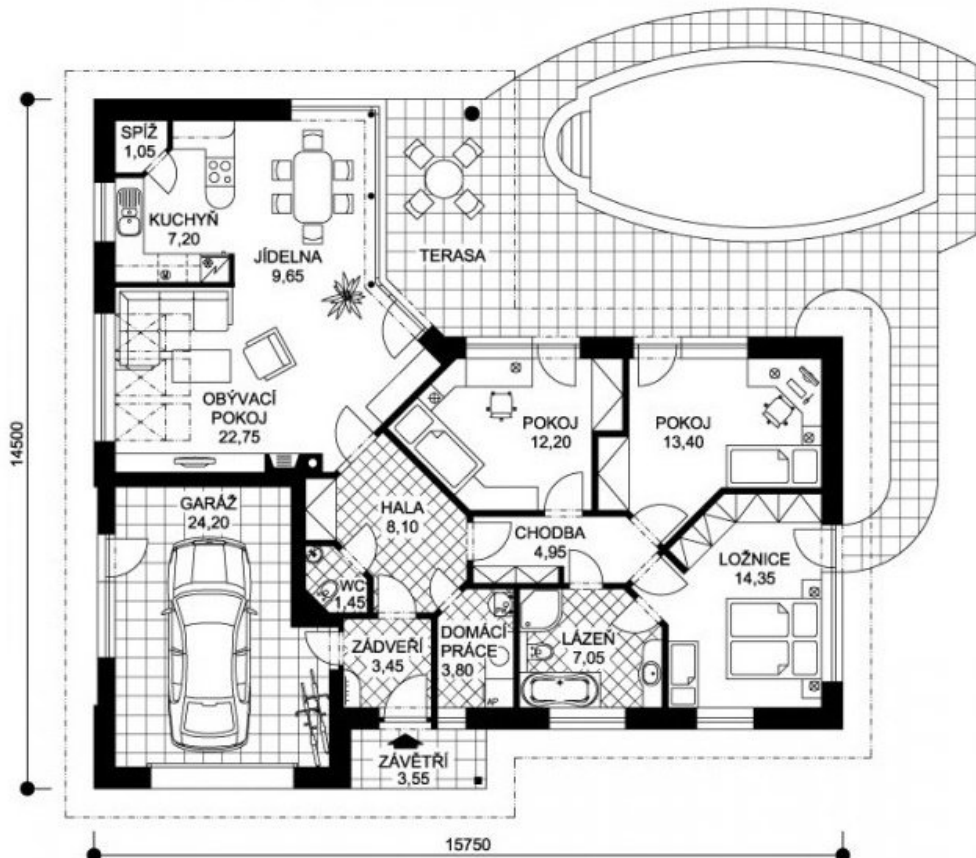 SPÍŽ
1,05
KUCHYŇ
7,20
JÍDELNA
9,65
TERASA
OBÝVACÍ
POKOJ
22,75
POKOJ
12,20
POKOJ
13,40
14500
GARÁŽ
24,20
HALA
8,10
CHODBA
4,95
LOŽNICE
14,35
WC
1,45
ZÁDVEŘÍ
3,45
DOMÁCÍ
PRÁCE
3,80
LÁZEŇ
7,05
AP
ZÁVĚTŘÍ
3,55
15750